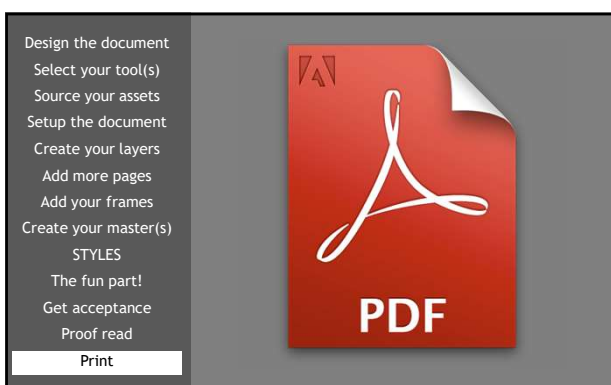 Design the document
Select your tool(s)
Source your assets
Setup the document
Create your layers
Add more pages
Add your frames
Create your master(s)
STYLES
The fun part!
Get acceptance
Proof read
Print
PDF